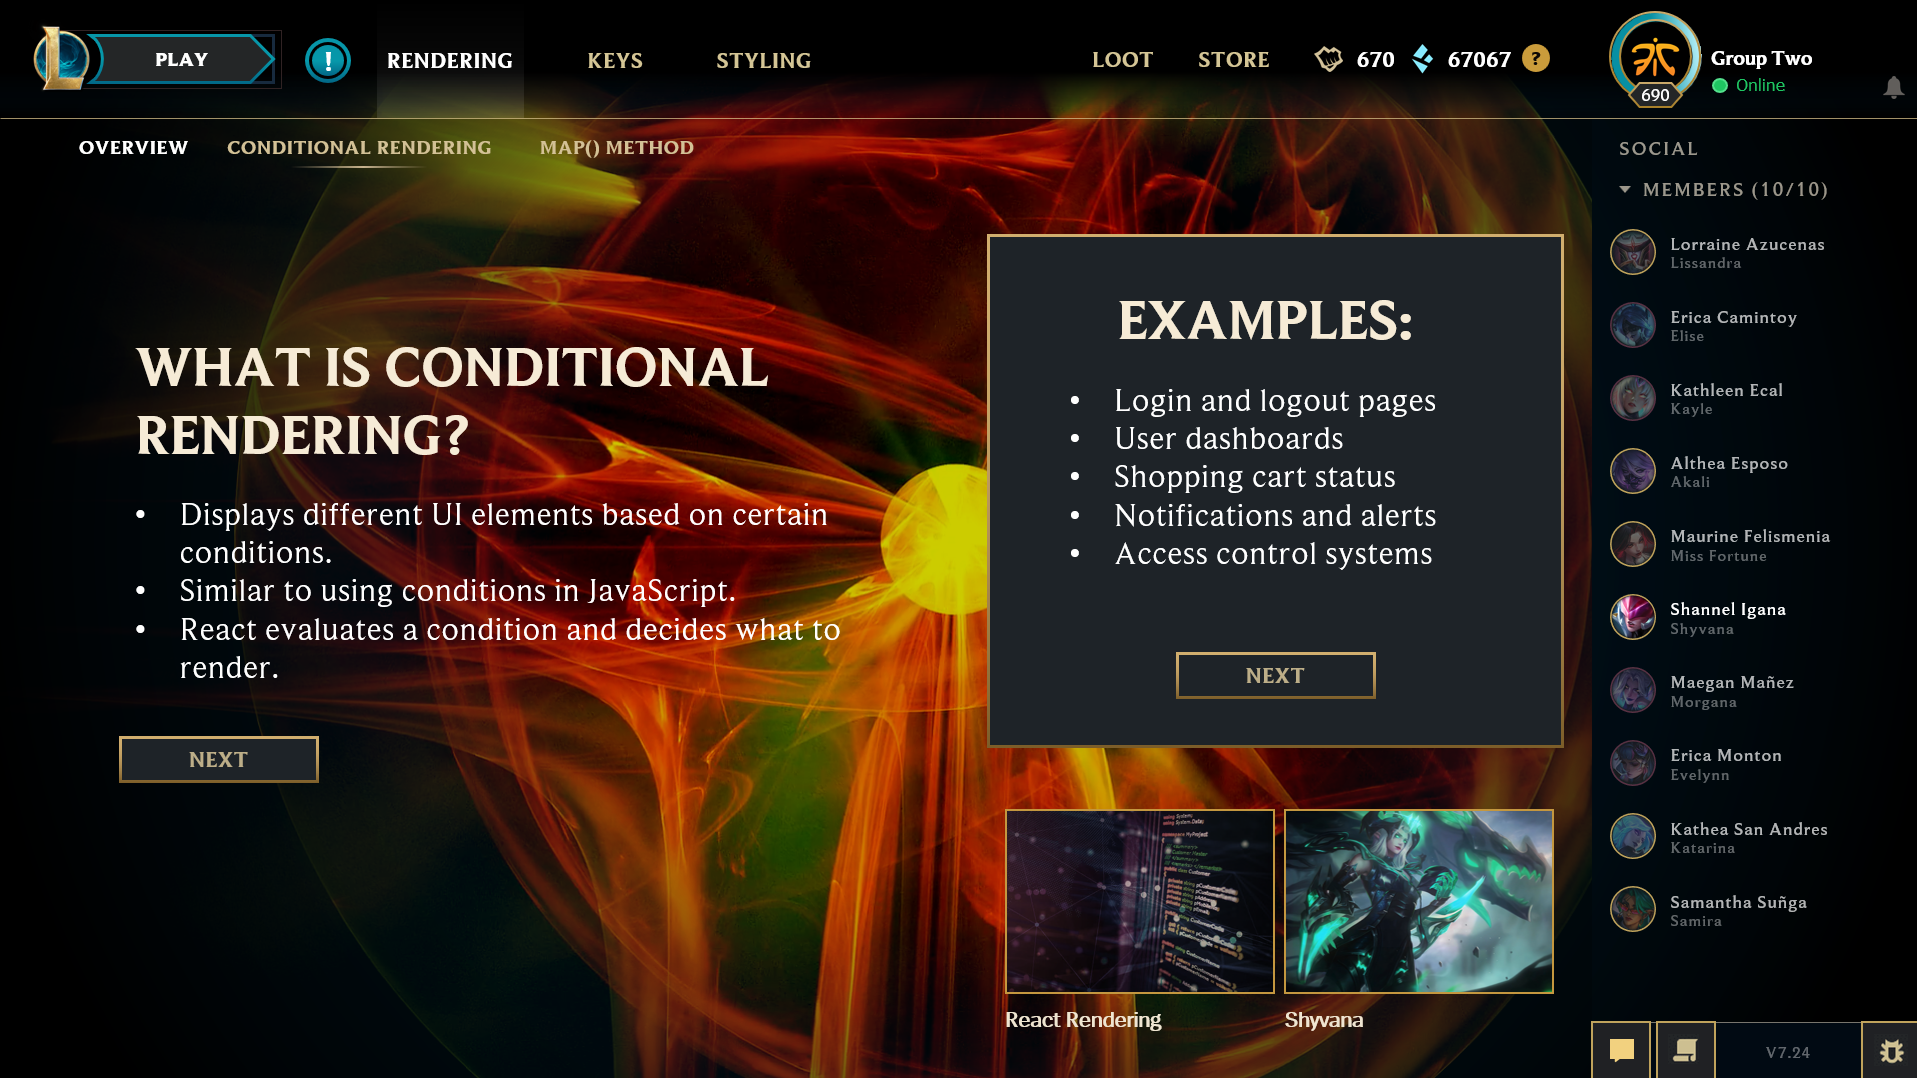 PLAY
!
RENDERING
KEYS
STYLING
LOOT
STORE
670
67067
?
690
Group Two
Online
OVERVIEW
CONDITIONAL RENDERING
MAP() METHOD
WHAT IS CONDITIONAL
RENDERING?
• Displays different UI elements based on certain
conditions.
• Similar to using conditions in JavaScript.
• React evaluates a condition and decides what to
render.
NEXT
EXAMPLES:
• Login and logout pages
• User dashboards
• Shopping cart status
• Notifications and alerts
• Access control systems
NEXT
React Rendering
Shyvana
SOCIAL
MEMBERS (10/10)
Lorraine Azucenas
Lissandra
Erica Camintoy
Elise
Kathleen Ecal
Kayle
Althea Esposo
Akali
Maurine Felismenia
Miss Fortune
Shannel Igana
Shyvana
Maegan Mañez
Morgana
Erica Monton
Evelynn
Kathea San Andres
Katarina
Samantha Suñga
Samira
V7.24